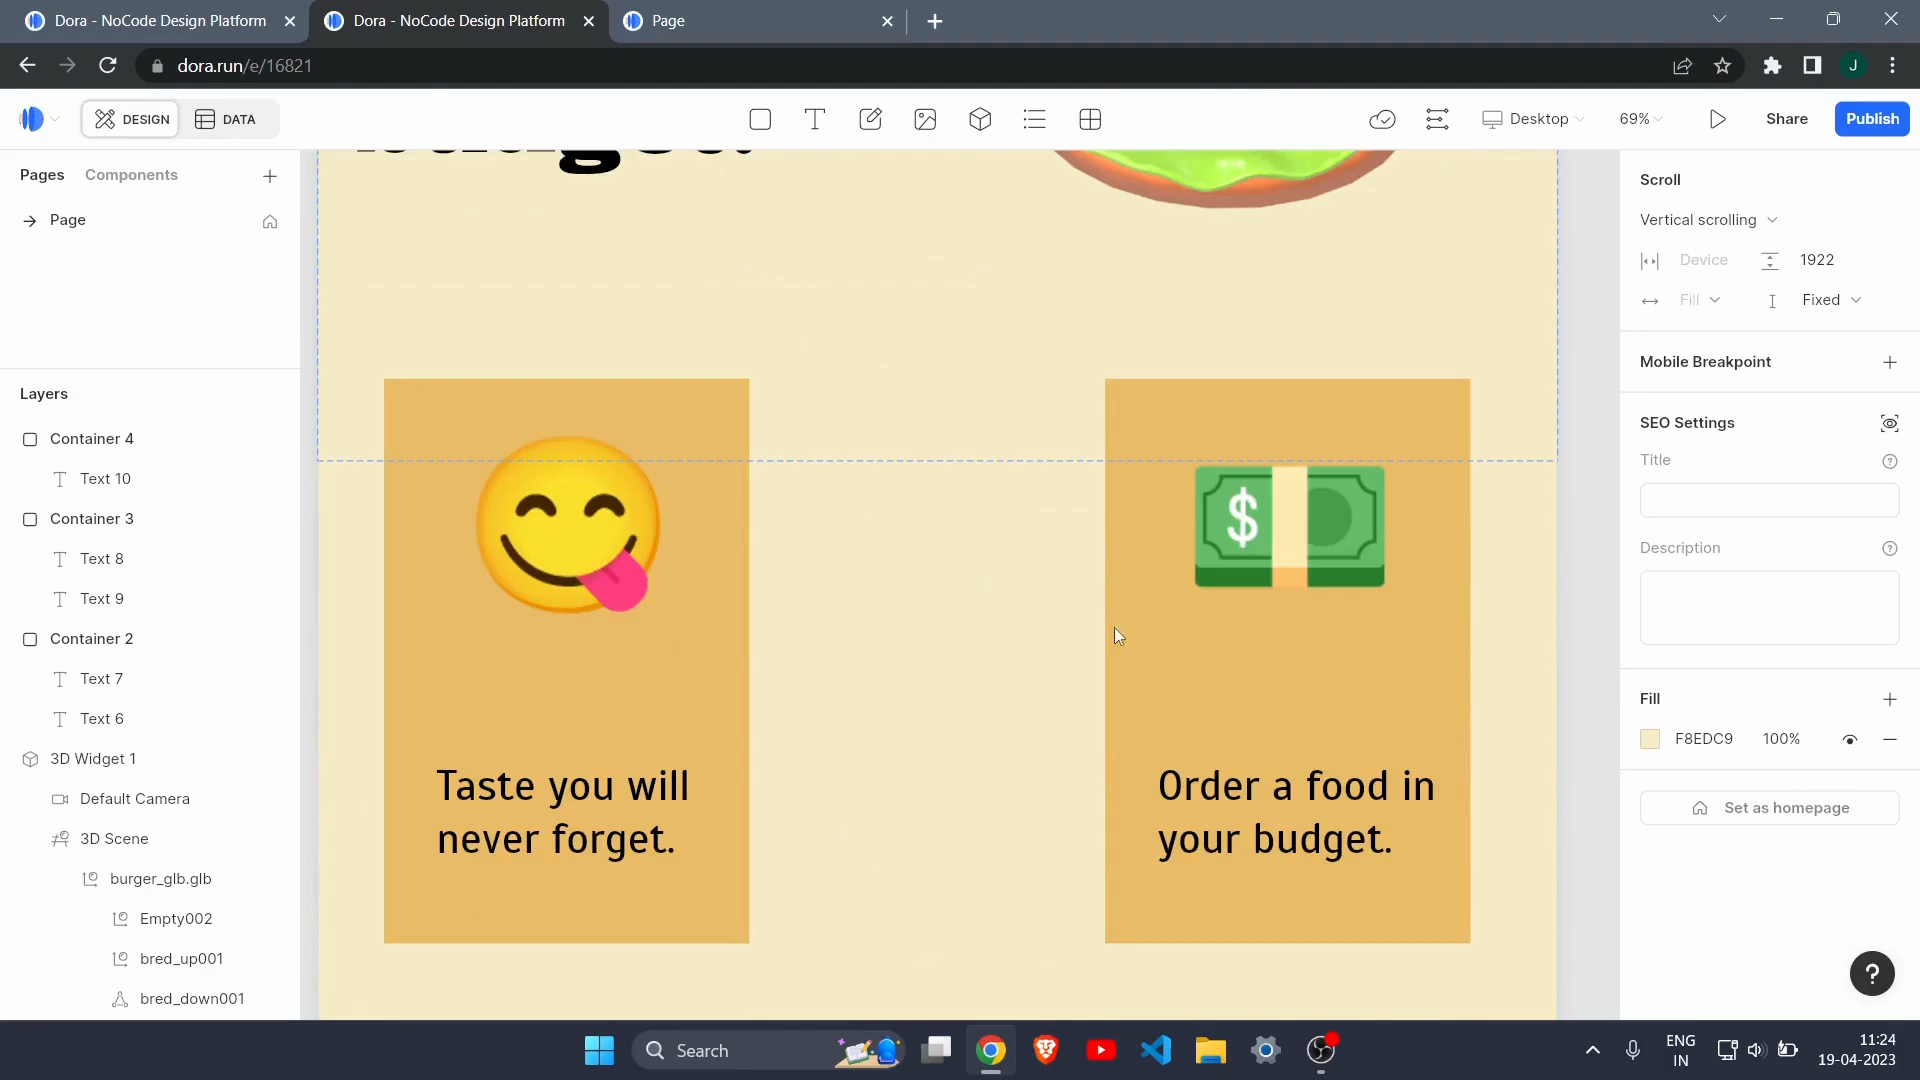 Dora - NoCode Design Platform
Dora - NoCode Design Platform
Page
dora.run/e/16821
J
DESIGN
DATA
Desktop
69%
Share
Publish
Pages
Components
Page
Layers
Container 4
Text 10
Container 3
Text 8
Text 9
Container 2
Text 7
Text 6
3D Widget 1
Default Camera
3D Scene
burger_glb.glb
Empty002
bred_up001
bred_down001
$
Taste you will
never forget.
Order a food in
your budget.
Scroll
Vertical scrolling
Device
1922
Fill
Fixed
Mobile Breakpoint
SEO Settings
Title
Description
Fill
F8EDC9
100%
Set as homepage
?
Search
ENG
IN
11:24
19-04-2023